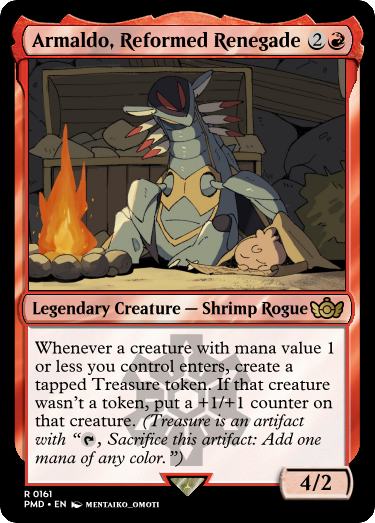 Armaldo, Reformed Renegade 2
Legendary Creature — Shrimp Rogue
Whenever a creature with mana value 1
or less you control enters, create a
tapped Treasure token. If that creature
wasn't a token, put a +1/+1 counter on
that creature. (Treasure is an artifact
with “, Sacrifice this artifact: Add one
mana of any color.”)
4/2
R 0161
PMD • EN MENTAIKO_OMOTI